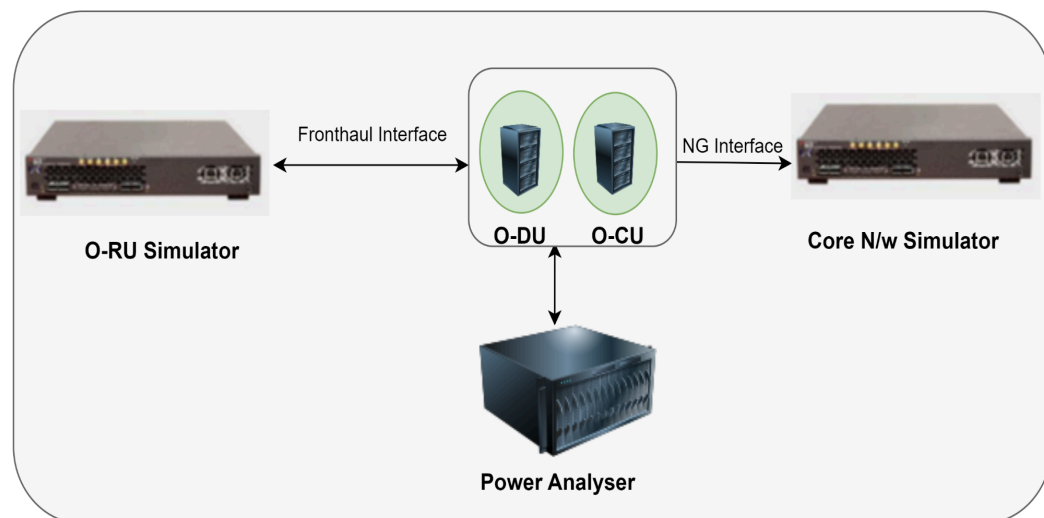 Fronthaul Interface
NG Interface
O-DU
O-CU
O-RU Simulator
Core N/w Simulator
Power Analyser